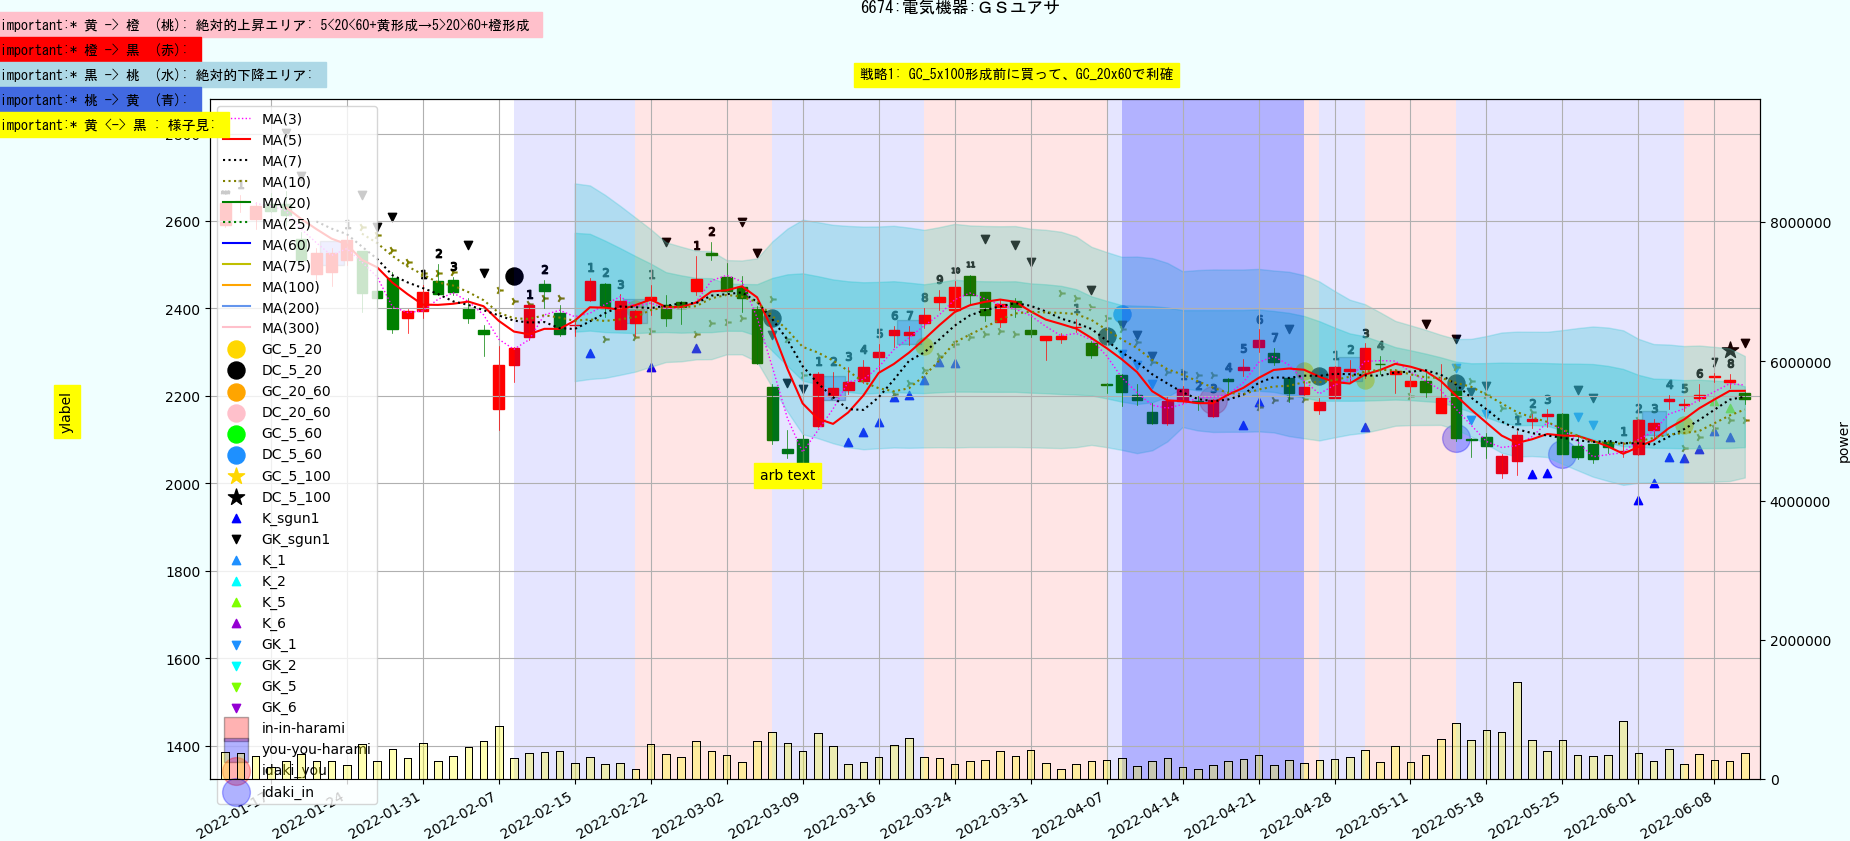 6674:電気機器:ＧＳユアサ
important:* 黄 -> 橙 (桃): 絶対的上昇エリア: 5<20<60+黄形成→5>20>60+橙形成
important:* 橙 -> 黒 (赤):
important:* 黒 -> 桃 (水): 絶対的下降エリア:
戦略1: GC_5x100形成前に買って、GC_20x60で利確
important:* 桃 -> 黄 (青):
important:* 黄 <-> 黒 : 様子見:
MA(3)
MA(5)
MA(7)
MA(10)
MA(20)
MA(25)
MA(60)
MA(75)
MA(100)
MA(200)
MA(300)
GC_5_20
DC_5_20
GC_20_60
DC_20_60
GC_5_60
DC_5_60
GC_5_100
DC_5_100
K_sgun1
GK_sgun1
K_1
K_2
K_5
K_6
GK_1
GK_2
GK_5
GK_6
in-in-harami
you-you-harami
idaki_you
idaki_in
2600
2400
2200
2000
1800
1600
1400
ylabel
arb text
8000000
6000000
4000000
2000000
0
power
2022-01-24
2022-01-31
2022-02-07
2022-02-15
2022-02-22
2022-03-02
2022-03-09
2022-03-16
2022-03-24
2022-03-31
2022-04-07
2022-04-14
2022-04-21
2022-04-28
2022-05-11
2022-05-18
2022-05-25
2022-06-01
2022-06-08